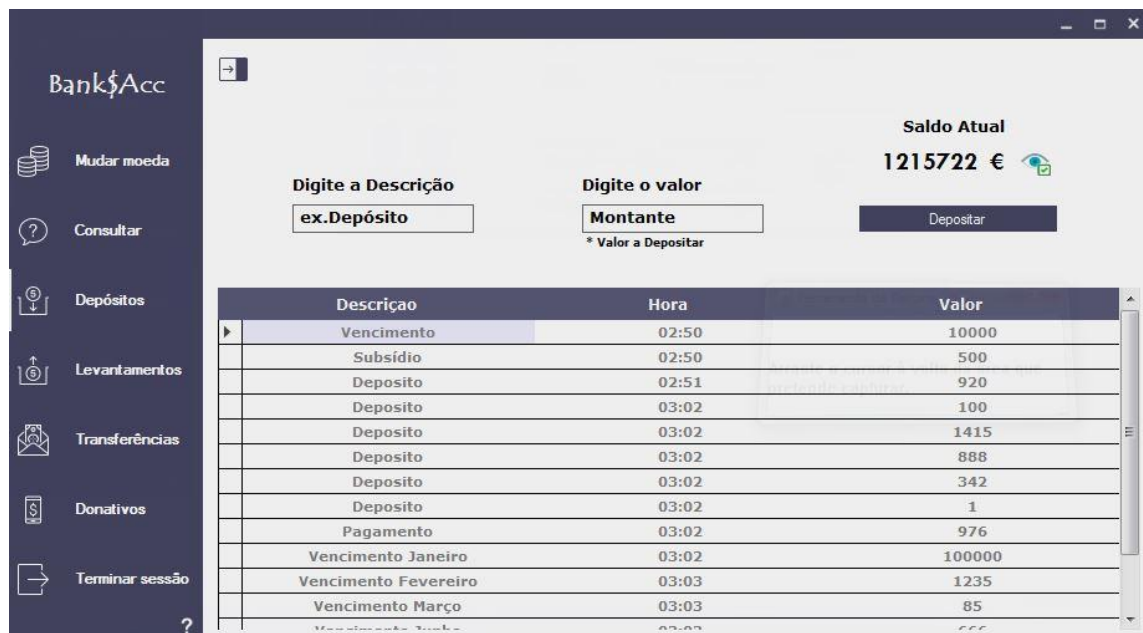 Bank$Acc
Mudar moeda
Consultar
Depósitos
Levantamentos
Transferências
Donativos
Terminar sessão
?
Saldo Atual
1215722 €
Digite a Descrição
Digite o valor
ex.Depósito
Montante
Depositar
* Valor a Depositar
Descriçao Hora Valor
Vencimento 02:50 10000
Subsídio 02:50 500
Deposito 02:51 920
Deposito 03:02 100
Deposito 03:02 1415
Deposito 03:02 888
Deposito 03:02 342
Deposito 03:02 1
Pagamento 03:02 976
Vencimento Janeiro 03:02 100000
Vencimento Fevereiro 03:03 1235
Vencimento Março 03:03 85